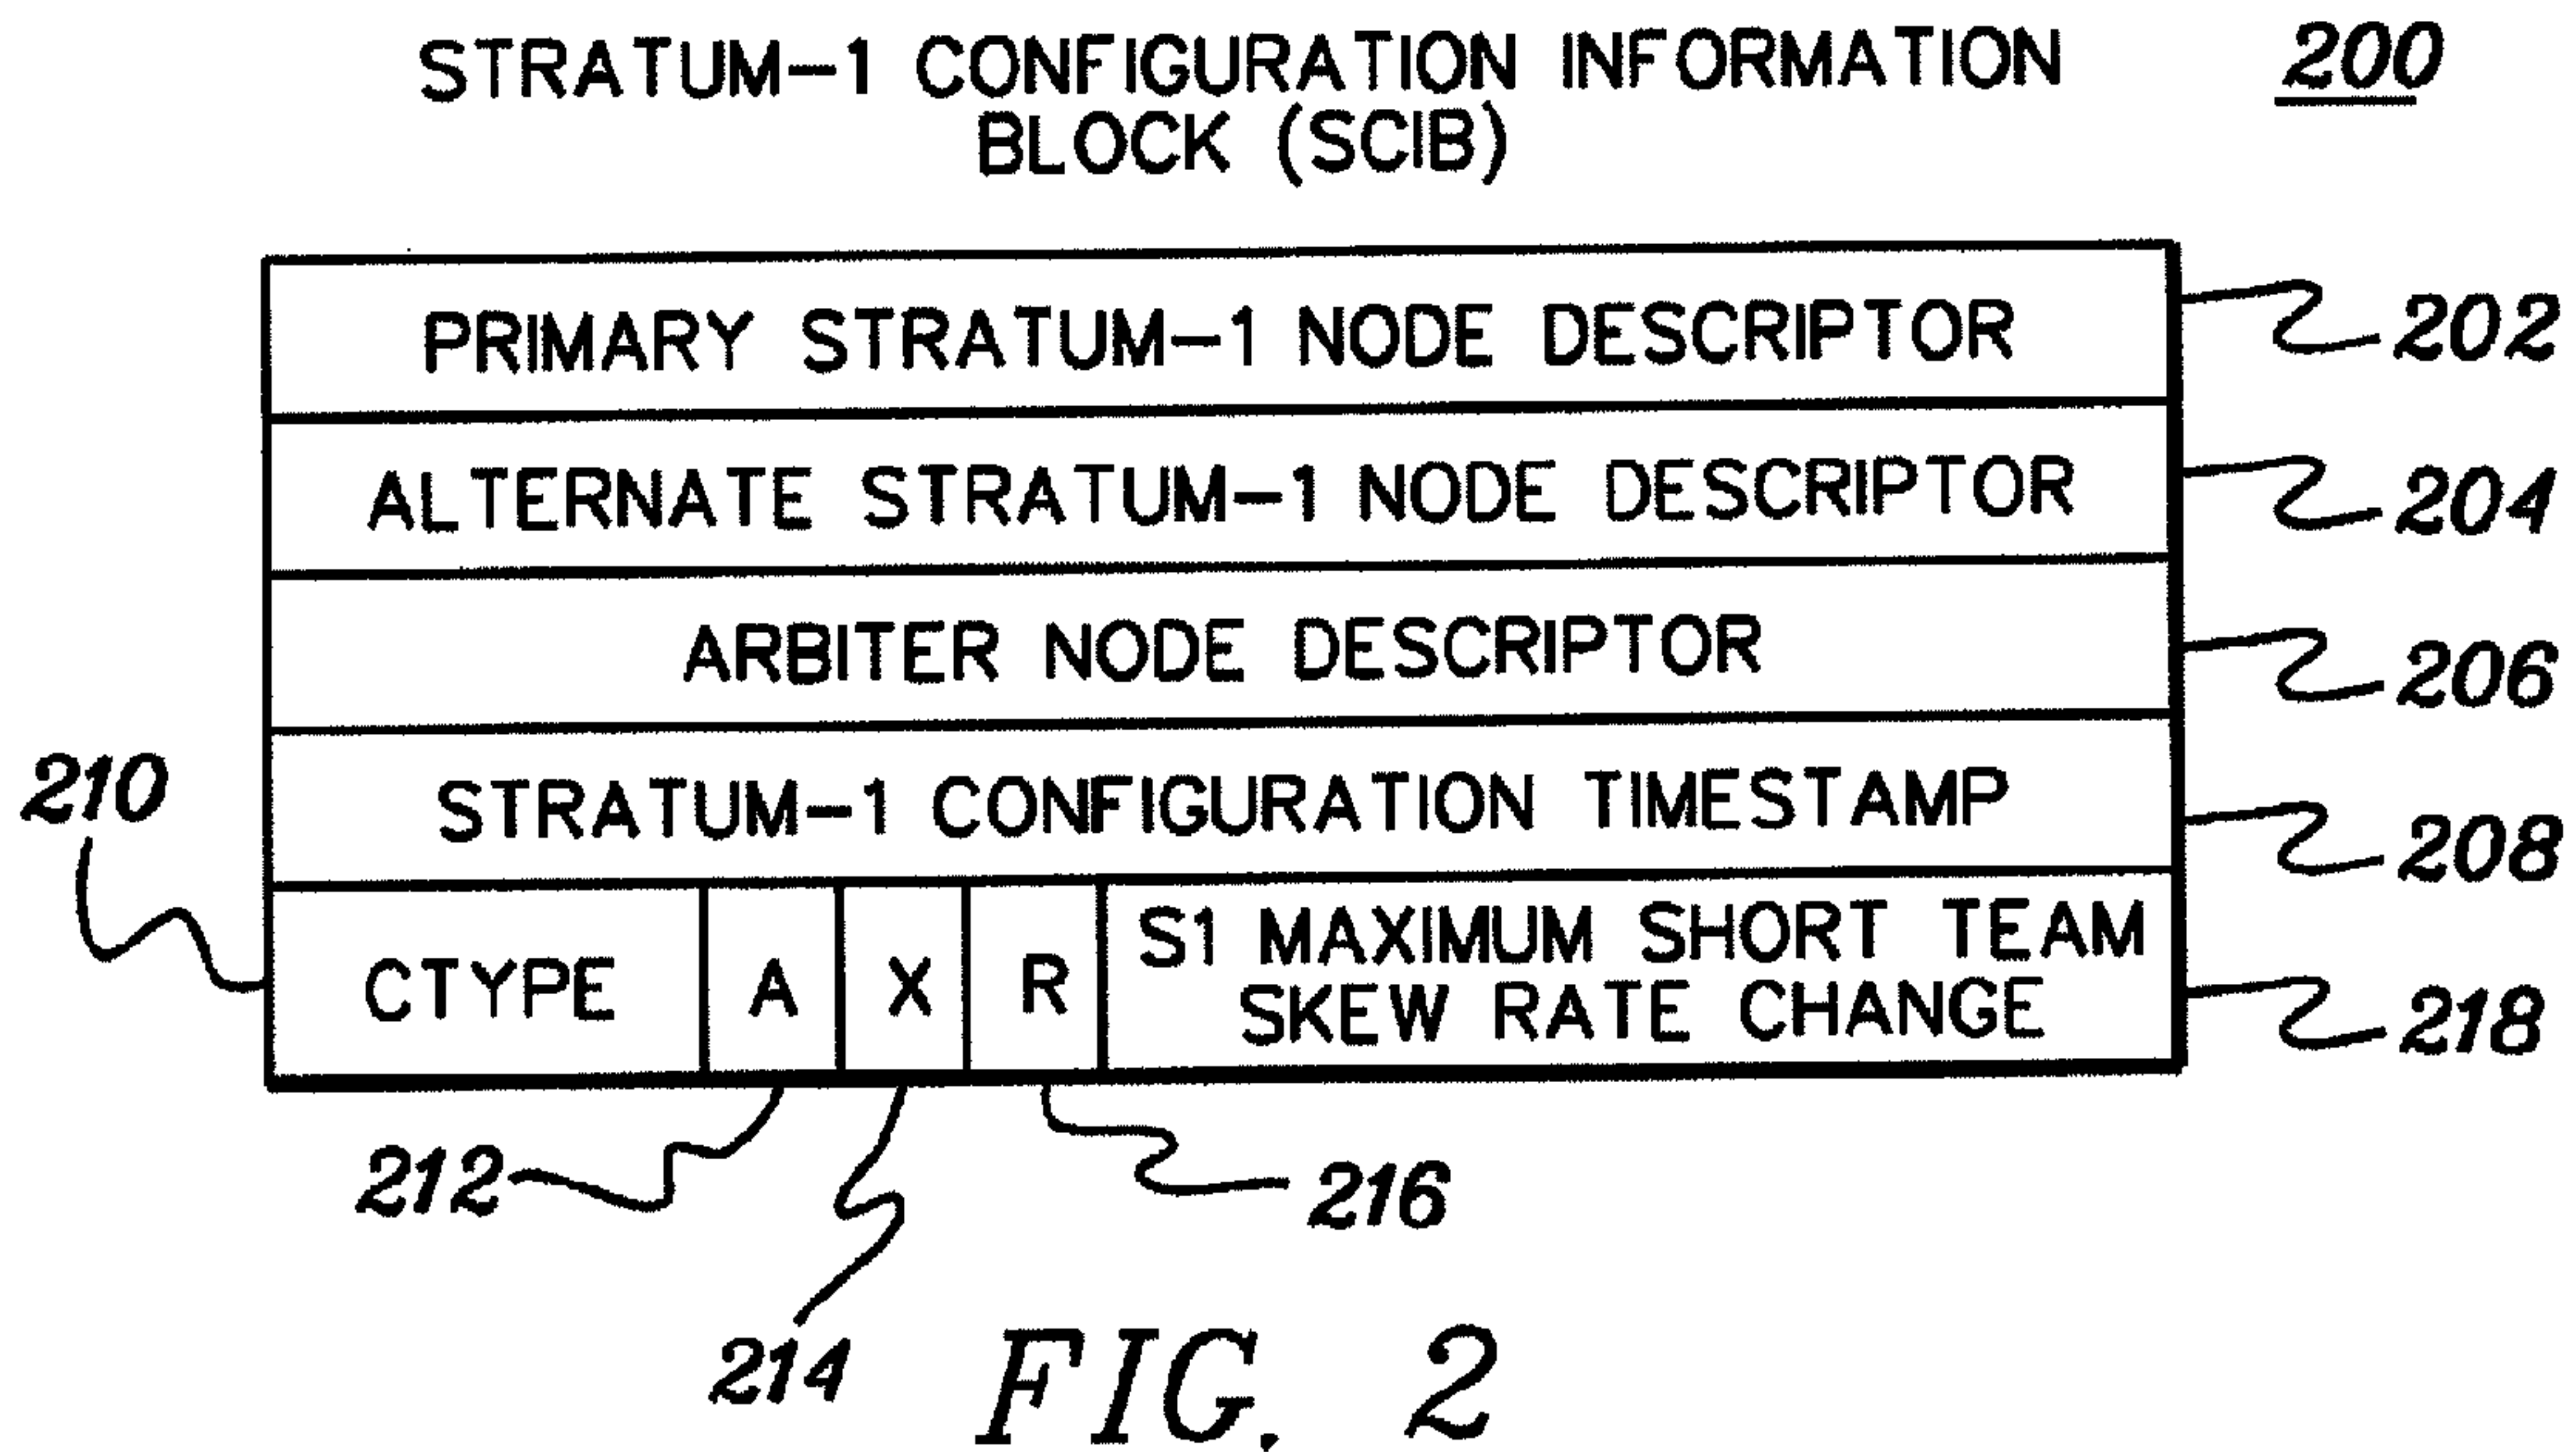 STRATUM-1 CONFIGURATION INFORMATION
BLOCK (SCIB)
200
PRIMARY STRATUM-1 NODE DESCRIPTOR
202
ALTERNATE STRATUM-1 NODE DESCRIPTOR
204
ARBITER NODE DESCRIPTOR
206
210
STRATUM-1 CONFIGURATION TIMESTAMP
208
CTYPE
A
X
R
S1 MAXIMUM SHORT TEAM
SKEW RATE CHANGE
218
212
216
214
FIG. 2